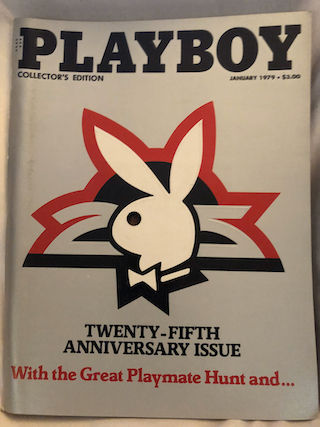 PLAYBOY
COLLECTOR'S EDITION
JANUARY 1979 • $3.00
TWENTY-FIFTH
ANNIVERSARY ISSUE
With the Great Playmate Hunt and...